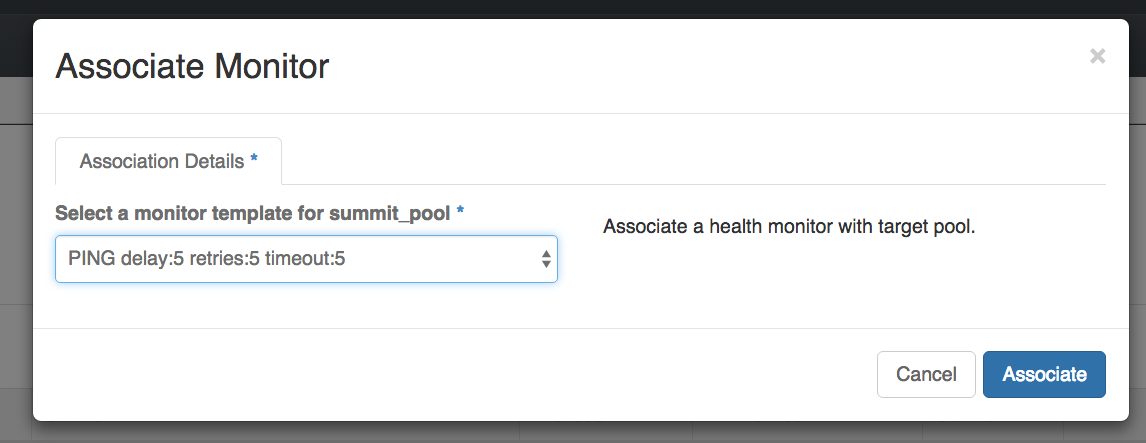 Associate Monitor
×
Association Details *
Select a monitor template for summit_pool *
PING delay:5 retries:5 timeout:5
Associate a health monitor with target pool.
Cancel
Associate